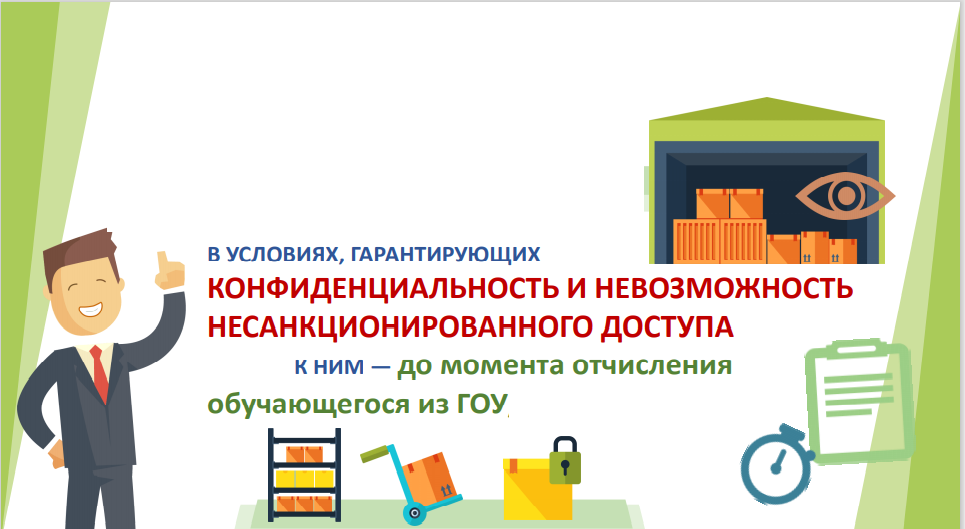 В УСЛОВИЯХ, ГАРАНТИРУЮЩИХ
КОНФИДЕНЦИАЛЬНОСТЬ И НЕВОЗМОЖНОСТЬ
НЕСАНКЦИОНИРОВАННОГО ДОСТУПА
К НИМ — до момента отчисления
обучающегося из ГОУ,